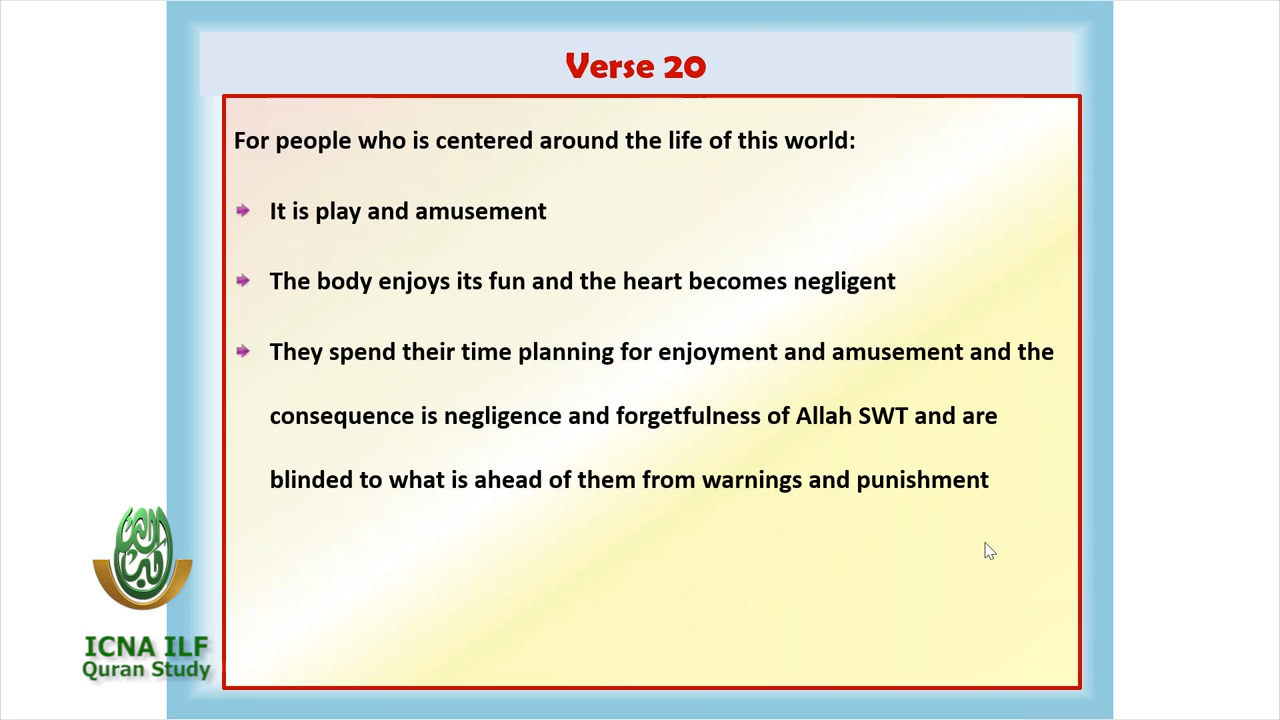 Verse 20
For people who is centered around the life of this world:
It is play and amusement
The body enjoys its fun and the heart becomes negligent
They spend their time planning for enjoyment and amusement and the
consequence is negligence and forgetfulness of Allah SWT and are
blinded to what is ahead of them from warnings and punishment
ICNA ILF
Quran Study